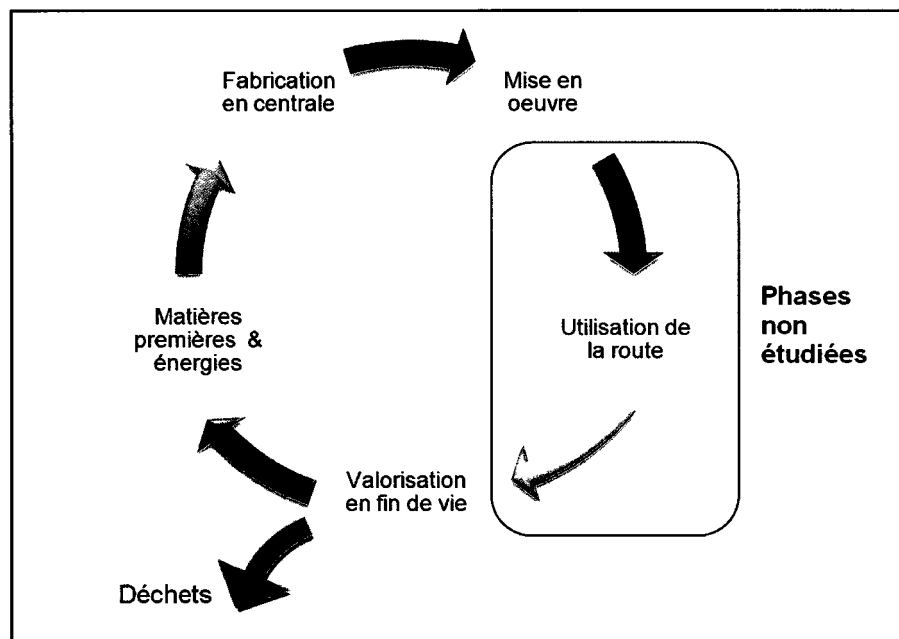 Fabrication
en centrale
Mise en
oeuvre
Matières
premières &
énergies
Utilisation de
la route
Phases
non
étudiées
Valorisation
en fin de vie
Déchets